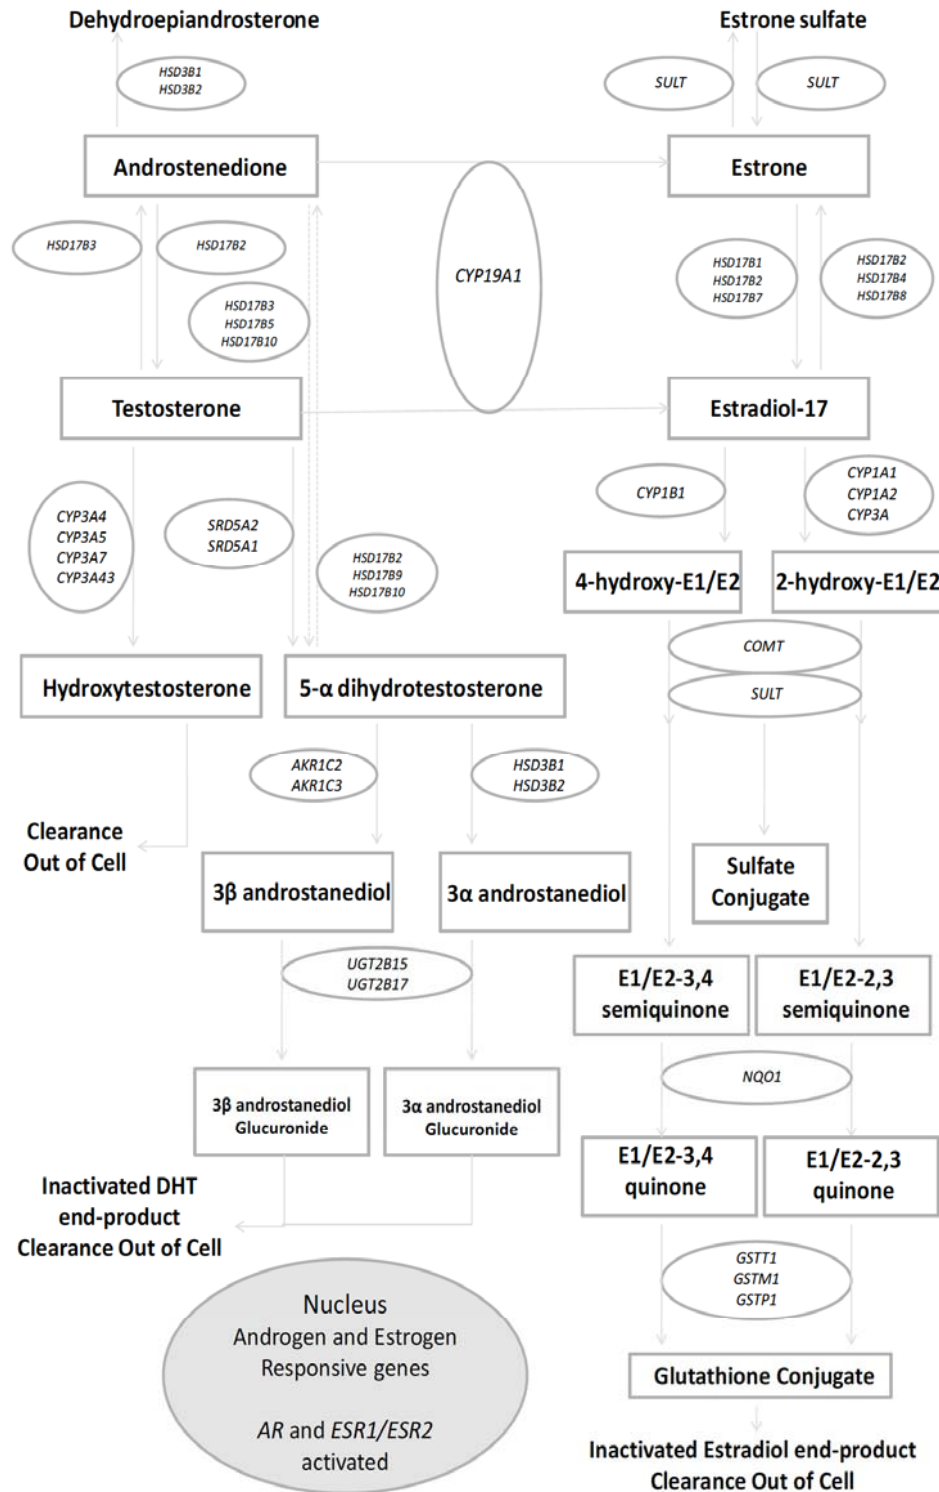 Dehydroepiandrosterone
Estrone sulfate
HSD3B1
HSD3B2
SULT
SULT
Androstenedione
Estrone
HSD17B3
HSD17B2
CYP19A1
HSD17B1
HSD17B2
HSD17B7
HSD17B2
HSD17B4
HSD17B8
HSD17B3
HSD17B5
HSD17B10
Testosterone
Estradiol-17
CYP3A4
CYP3A5
CYP3A7
CYP3A43
SRD5A2
SRD5A1
HSD17B2
HSD17B9
HSD17B10
CYP1B1
CYP1A1
CYP1A2
CYP3A
4-hydroxy-E1/E2
2-hydroxy-E1/E2
COMT
SULT
Hydroxytestosterone
5-α dihydrotestosterone
AKR1C2
AKR1C3
HSD3B1
HSD3B2
Clearance
Out of Cell
3β androstanediol
3α androstanediol
Sulfate
Conjugate
UGT2B15
UGT2B17
E1/E2-3,4
semiquinone
E1/E2-2,3
semiquinone
NQO1
3β androstanediol
Glucuronide
3α androstanediol
Glucuronide
E1/E2-3,4
quinone
E1/E2-2,3
quinone
Inactivated DHT
end-product
Clearance Out of Cell
GSTT1
GSTM1
GSTP1
Nucleus
Androgen and Estrogen
Responsive genes
AR and ESR1/ESR2
activated
Glutathione Conjugate
Inactivated Estradiol end-product
Clearance Out of Cell